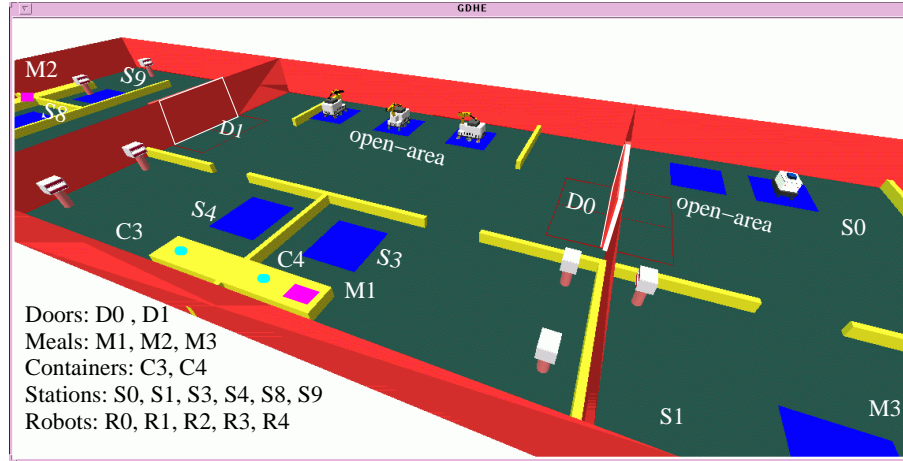 GDHE
M2
S9
S8
D1
open-area
D0
open-area
S0
S4
S3
C3
C4
M1
S1
M3
Doors: D0 , D1
Meals: M1, M2, M3
Containers: C3, C4
Stations: S0, S1, S3, S4, S8, S9
Robots: R0, R1, R2, R3, R4